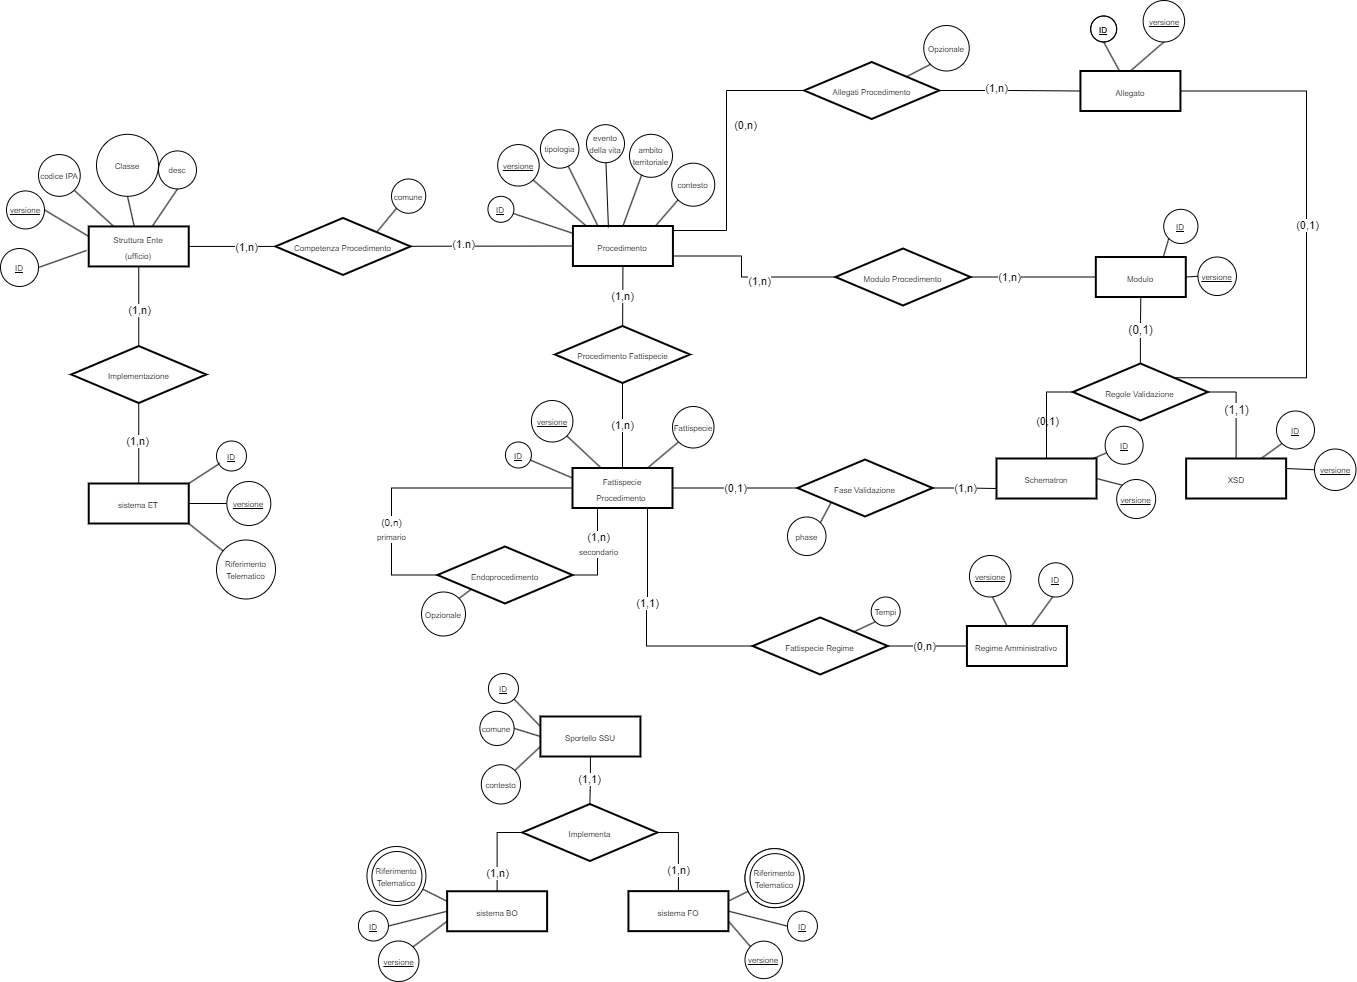 ID
versione
Opzionale
Allegati Procedimento
(1,n)
Allegato
(0,n)
codice IPA
Classe
desc
versione
ID
Struttura Ente
(ufficio)
(1,n)
comune
Competenza Procedimento
(1.n)
ID
versione
tipologia
evento
della vita
ambito
territoriale
contesto
Procedimento
(1,n)
Modulo Procedimento
(1,n)
Modulo
ID
versione
(0,1)
(1,n)
Implementazione
(1,n)
sistema ET
ID
versione
Riferimento
Telematico
(1,n)
Procedimento Fattispecie
(1,n)
(0,1)
Regole Validazione
(0,1)
(1,1)
ID
versione
Fattispecie
Fattispecie
Procedimento
(0,1)
Fase Validazione
phase
(1,n)
Schematron
ID
versione
XSD
ID
versione
(0,n)
primario
(1,n)
secondario
Endoprocedimento
Opzionale
(1,1)
Fattispecie Regime
Tempi
(0,n)
Regime Amministrativo
versione
ID
ID
comune
contesto
Sportello SSU
(1,1)
Implementa
(1,n)
(1,n)
Riferimento
Telematico
ID
versione
sistema BO
sistema FO
Riferimento
Telematico
ID
versione